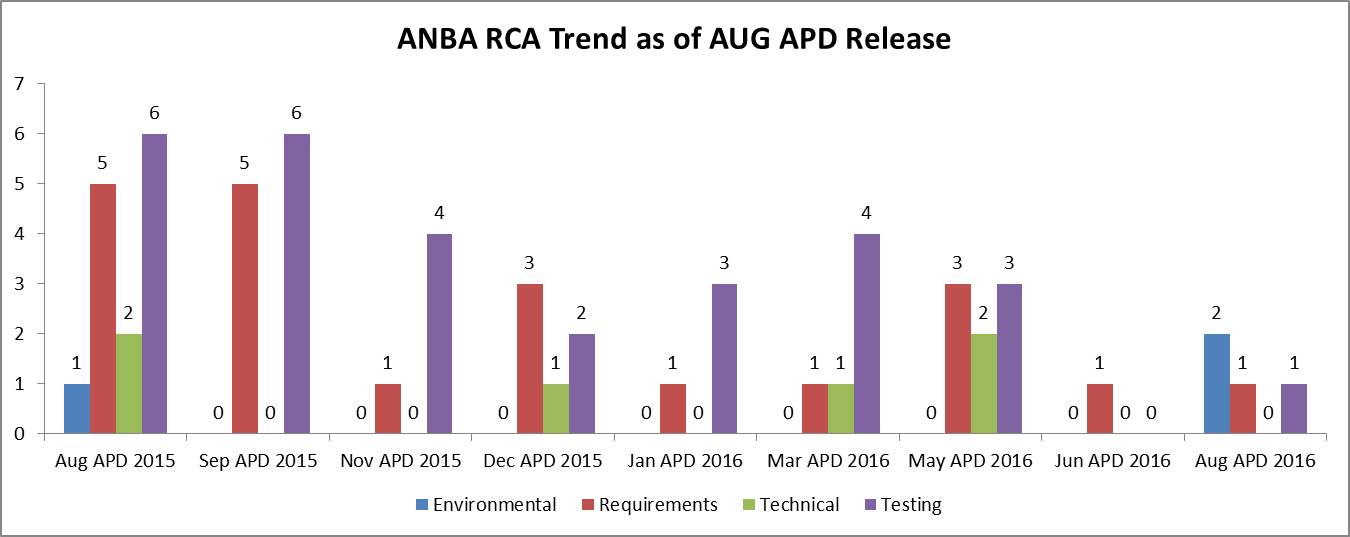 ANBA RCA Trend as of AUG APD Release
7
6
5
4
3
2
1
0
1 5 2 6
0 5 0 6
0 1 0 4
0 3 1 2
0 1 0 3
0 1 1 4
0 3 2 3
0 1 0 0
2 1 0 1
Aug APD 2015 Sep APD 2015 Nov APD 2015 Dec APD 2015 Jan APD 2016 Mar APD 2016 May APD 2016 Jun APD 2016 Aug APD 2016
Environmental Requirements Technical Testing